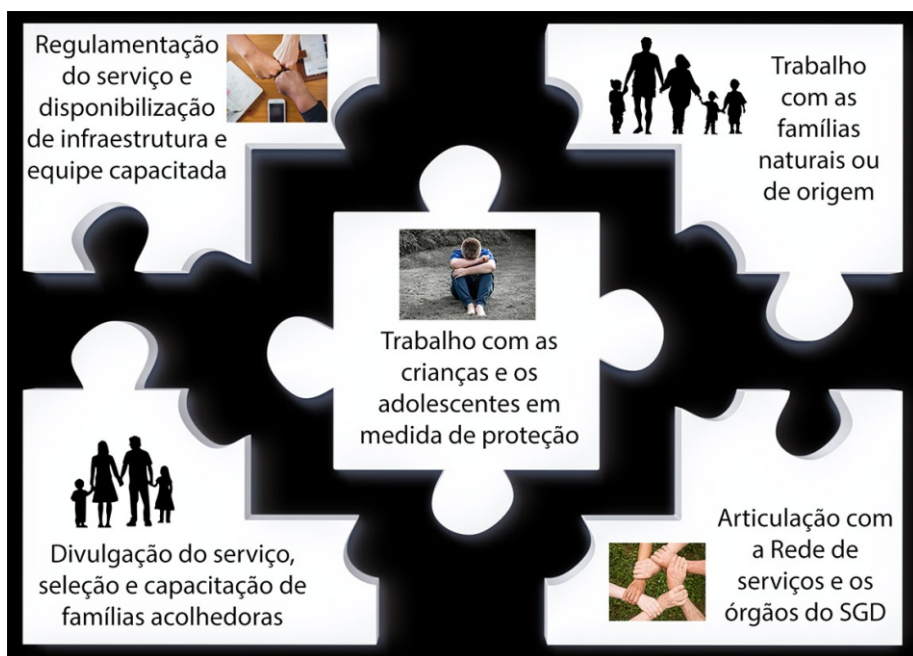 Regulamentação
do serviço e
disponibilização
de infraestrutura e
equipe capacitada
Trabalho
com as
famílias
naturais ou
de origem
Trabalho com as
crianças e os
adolescentes em
medida de proteção
Divulgação do serviço,
seleção e capacitação de
famílias acolhedoras
Articulação com
a Rede de
serviços e os
órgãos do SGD